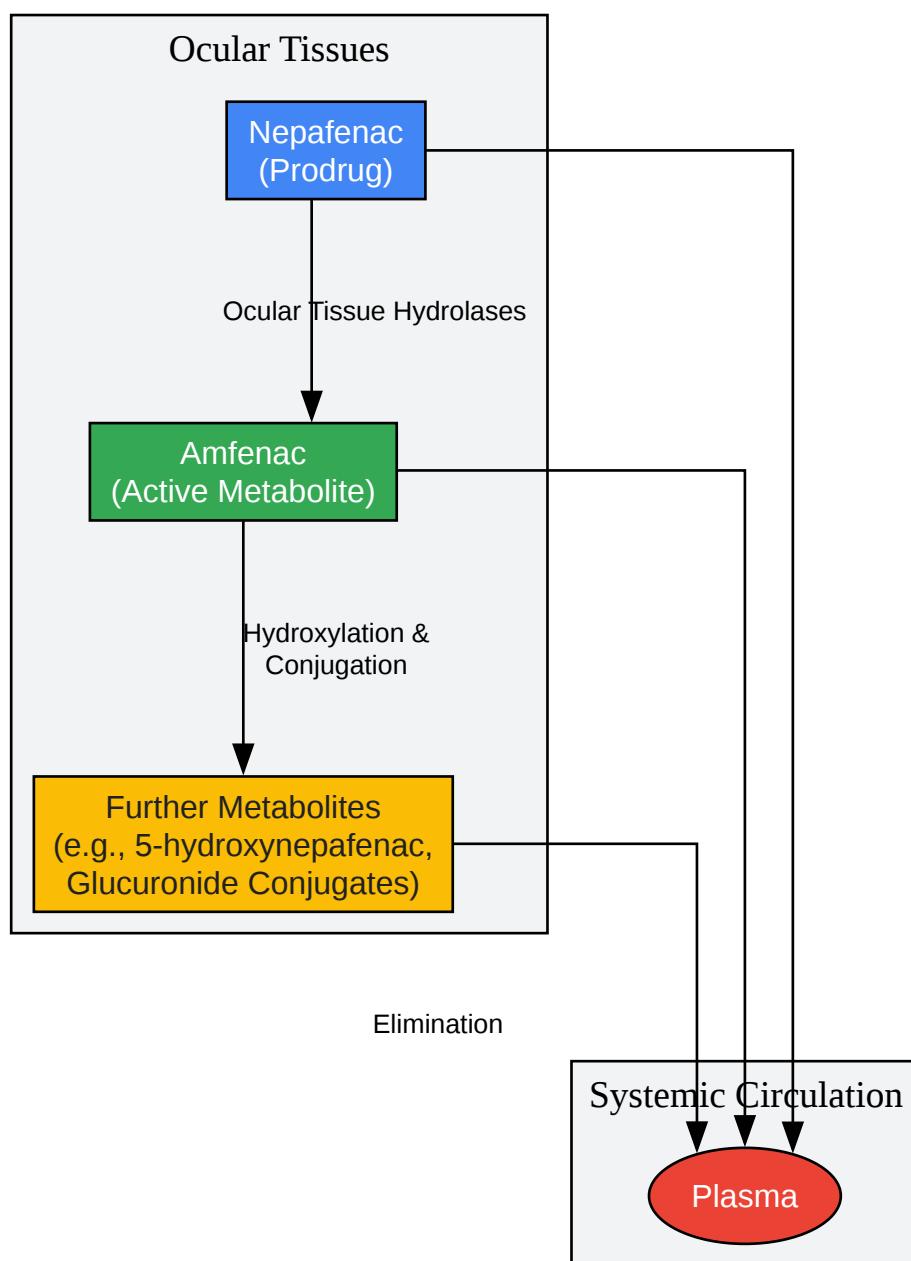 Ocular Tissues
Nepafenac
(Prodrug)
Ocular Tissue Hydrolases
Amfenac
(Active Metabolite)
Hydroxylation &
Conjugation
Further Metabolites
(e.g., 5-hydroxynepafenac,
Glucuronide Conjugates)
Elimination
Systemic Circulation
Plasma